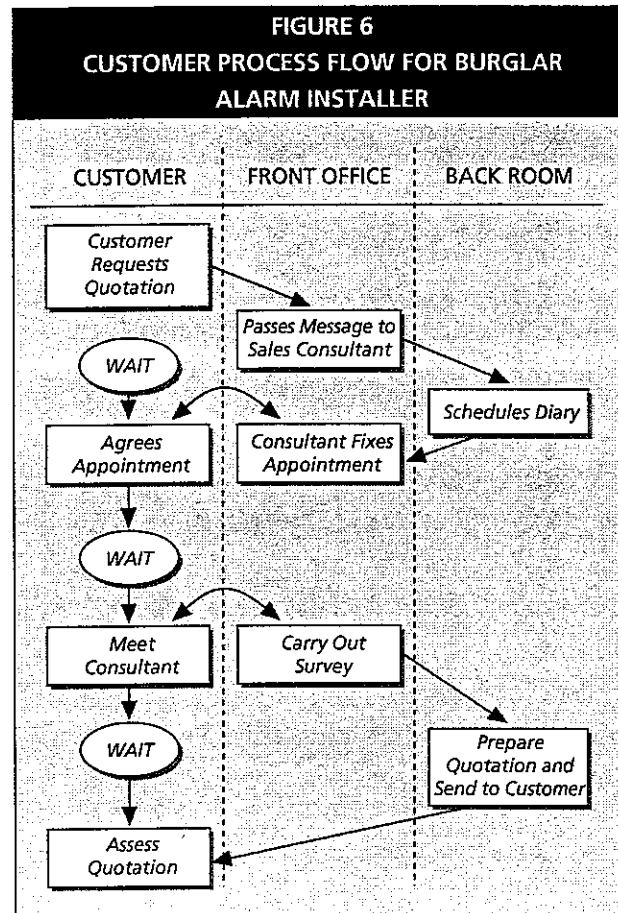 FIGURE 6
CUSTOMER PROCESS FLOW FOR BURGLAR
ALARM INSTALLER
CUSTOMER
FRONT OFFICE
BACK ROOM
Customer
Requests
Quotation
Passes Message to
Sales Consultant
WAIT
Schedules Diary
Agrees
Appointment
Consultant Fixes
Appointment
WAIT
Meet
Consultant
Carry Out
Survey
WAIT
Prepare
Quotation and
Send to Customer
Assess
Quotation